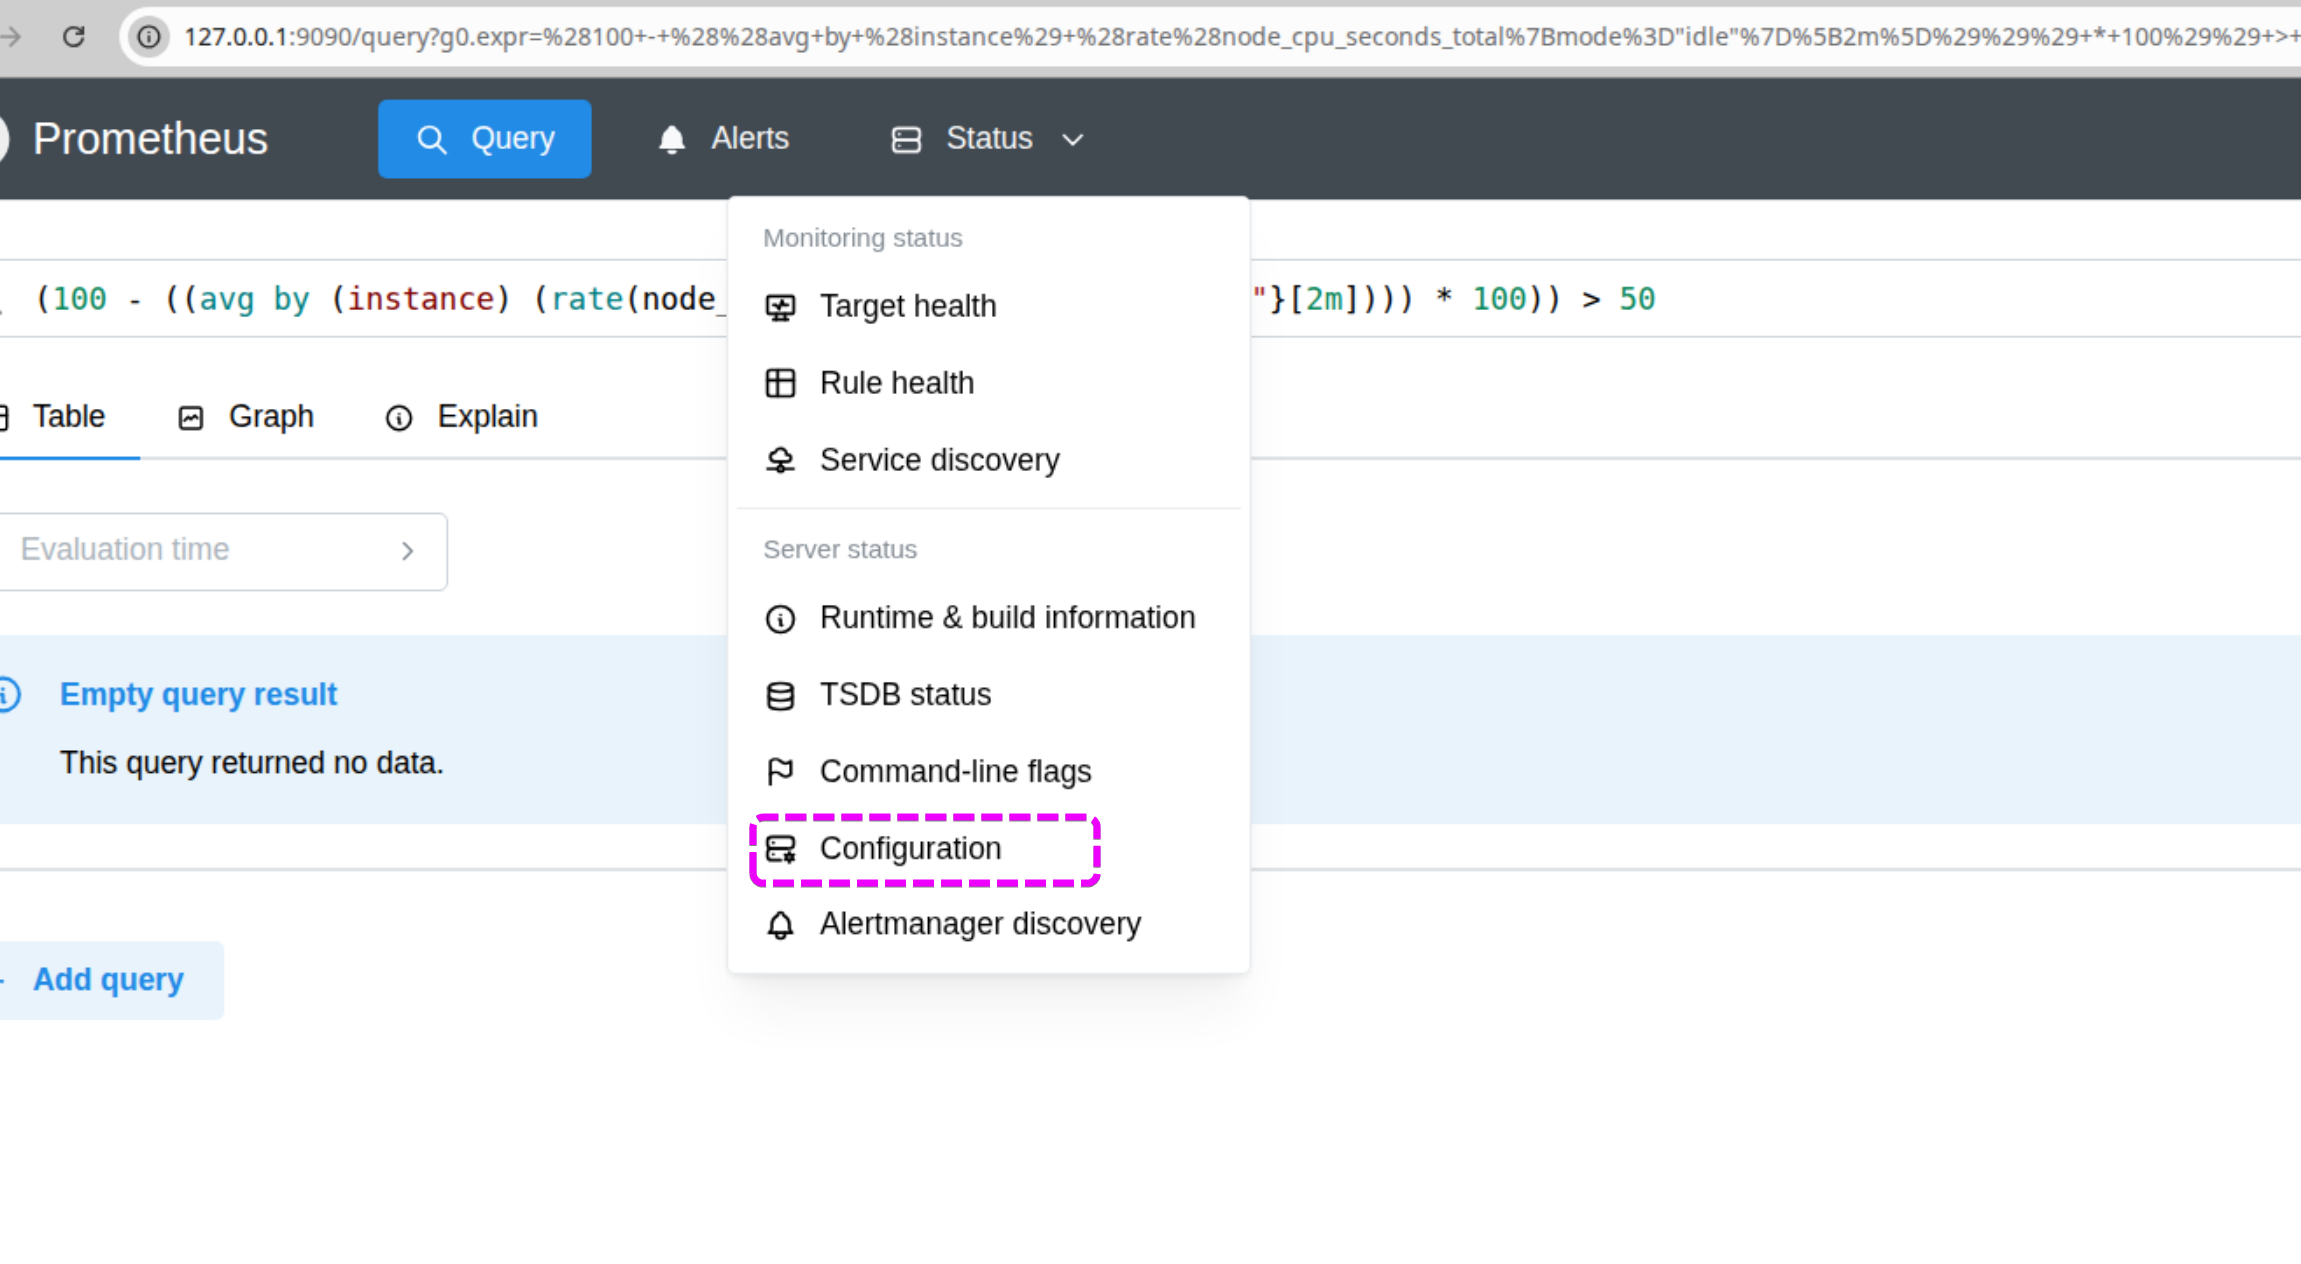 127.0.0.1:9090/query?g0.expr=%28100+-+%28%28avg+by+%28instance%29+%28rate%28node_cpu_seconds_total%7Bmode%3D"idle"%7D%5B2m%5D%29%29%29+*+100%29%29+>+
Prometheus
Query
Alerts
Status
(100 - ((avg by (instance) (rate(node_ "}[2m]))) * 100)) > 50
Table
Graph
Explain
Evaluation time
Empty query result
This query returned no data.
Add query
Monitoring status
Target health
Rule health
Service discovery
Server status
Runtime & build information
TSDB status
Command-line flags
Configuration
Alertmanager discovery